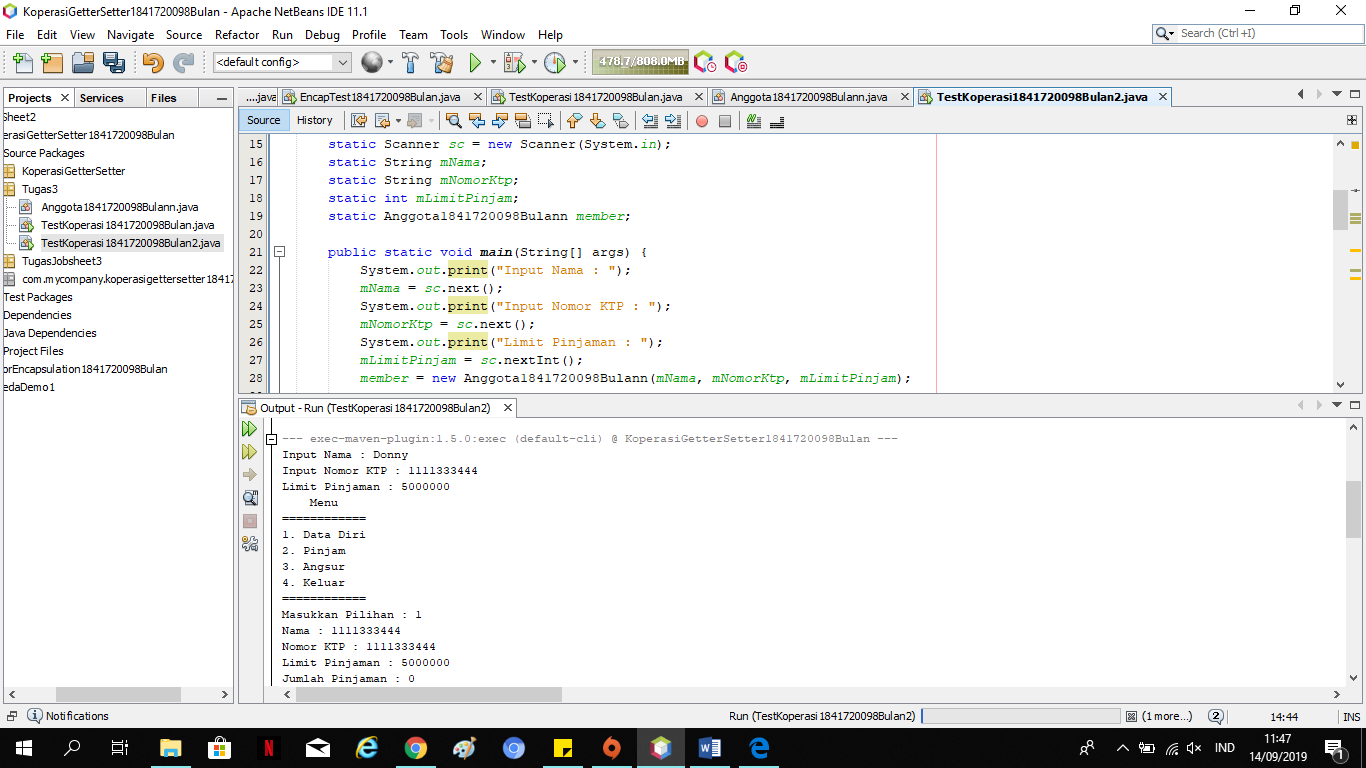 KoperasiGetterSetter1841720098Bulan - Apache NetBeans IDE 11.1
File Edit View Navigate Source Refactor Run Debug Profile Team Tools Window Help
Search (Ctrl+I)
<default config>
478.7/808.0MB
Projects Services Files
sheet2
erasiGetterSetter1841720098Bulan
Source Packages
KoperasiGetterSetter
Tugas3
Anggota1841720098Bulann.java
TestKoperasi1841720098Bulan.java
TestKoperasi1841720098Bulan2.java
TugasJobsheet3
com.mycompany.koperasigettersetter18417
Test Packages
Dependencies
Java Dependencies
Project Files
orEncapsulation1841720098Bulan
edaDemo1
....java EncapTest1841720098Bulan.java TestKoperasi1841720098Bulan.java Anggota1841720098Bulann.java TestKoperasi1841720098Bulan2.java
Source History
15 static Scanner sc = new Scanner(System.in);
16 static String mNama;
17 static String mNomorKtp;
18 static int mLimitPinjam;
19 static Anggota1841720098Bulann member;
20
21 public static void main(String[] args) {
22 System.out.print("Input Nama : ");
23 mNama = sc.next();
24 System.out.print("Input Nomor KTP : ");
25 mNomorKtp = sc.next();
26 System.out.print("Limit Pinjaman : ");
27 mLimitPinjam = sc.nextInt();
28 member = new Anggota1841720098Bulann(mNama, mNomorKtp, mLimitPinjam);
Output - Run (TestKoperasi1841720098Bulan2)
--- exec-maven-plugin:1.5.0:exec (default-cli) @ KoperasiGetterSetter1841720098Bulan ---
Input Nama : Donny
Input Nomor KTP : 1111333444
Limit Pinjaman : 5000000
Menu
============
1. Data Diri
2. Pinjam
3. Angsur
4. Keluar
============
Masukkan Pilihan : 1
Nama : 1111333444
Nomor KTP : 1111333444
Limit Pinjaman : 5000000
Jumlah Pinjaman : 0
Notifications
Run (TestKoperasi1841720098Bulan2)
(1 more...)
2
14:44
INS
IND
11:47
14/09/2019
1